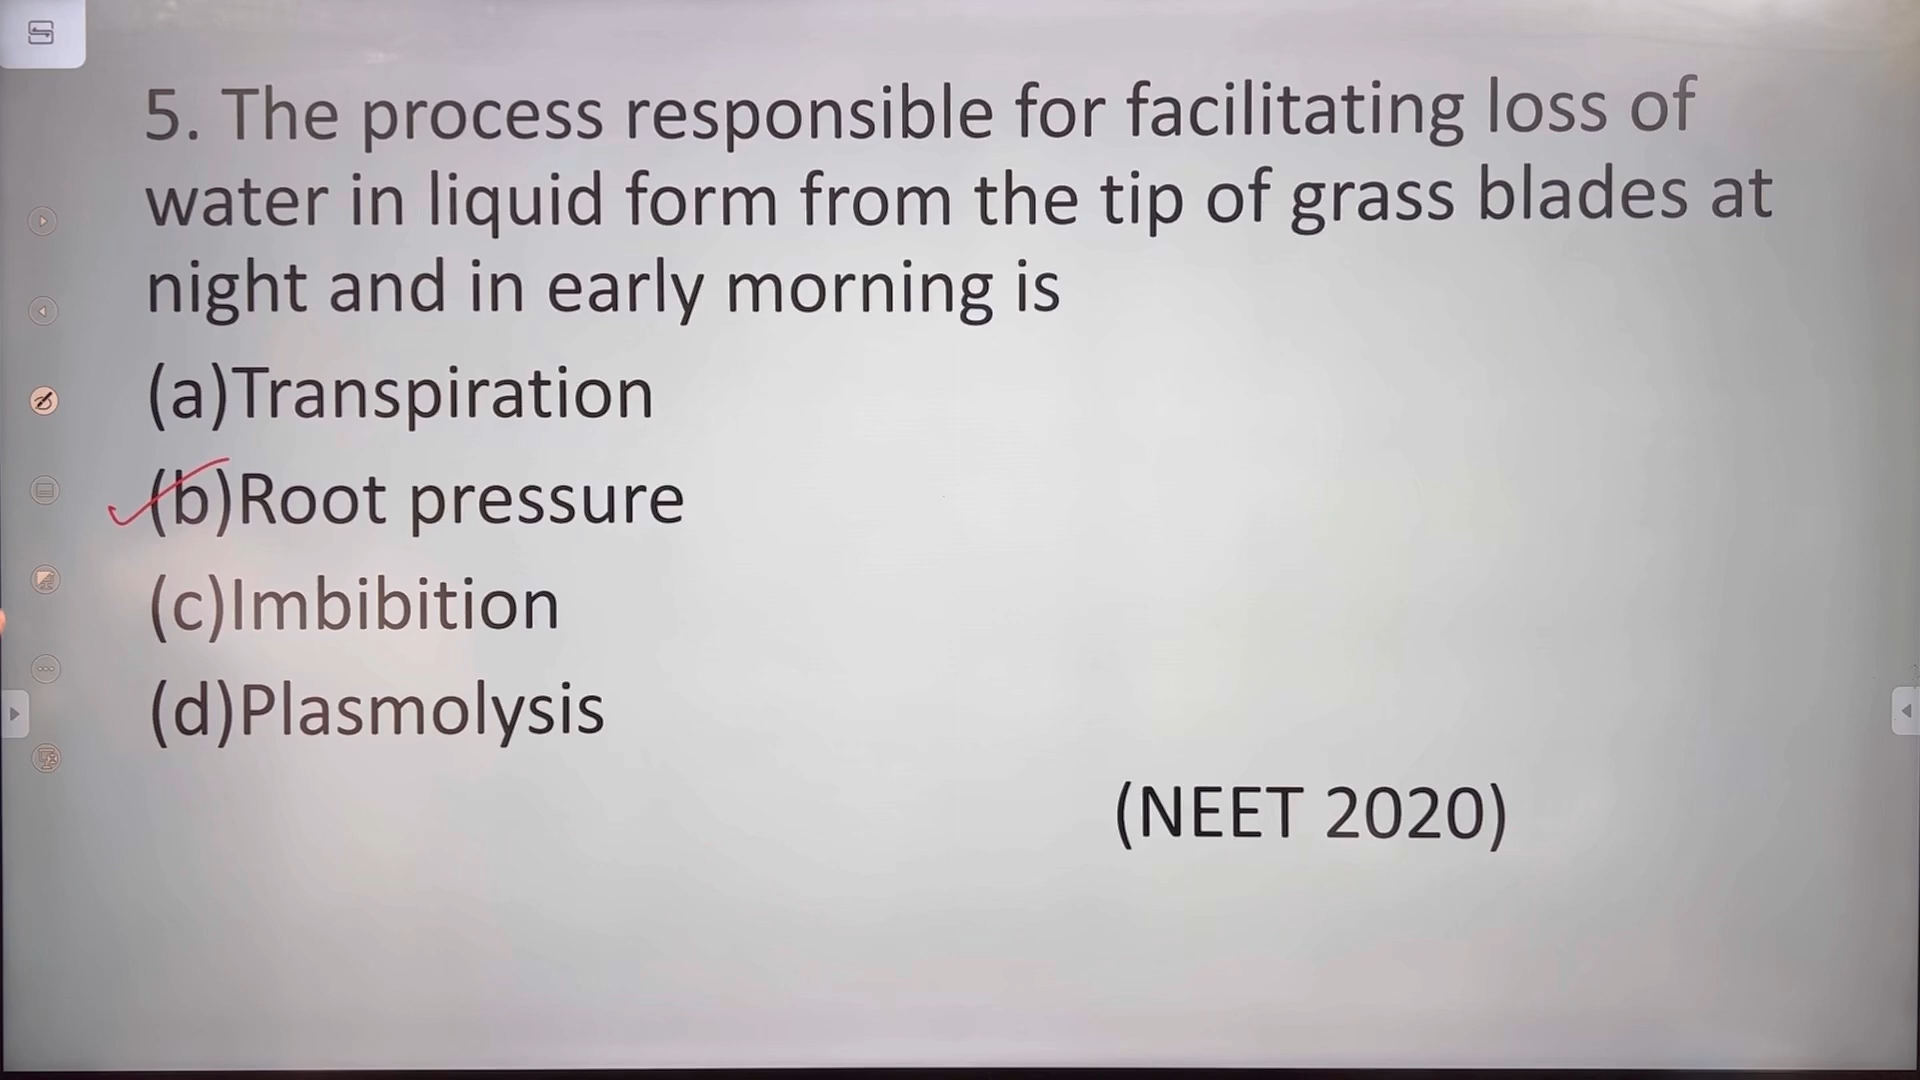 5. The process responsible for facilitating loss of
water in liquid form from the tip of grass blades at
night and in early morning is
(a)Transpiration
(b)Root pressure
(c)Imbibition
(d)Plasmolysis
(NEET 2020)